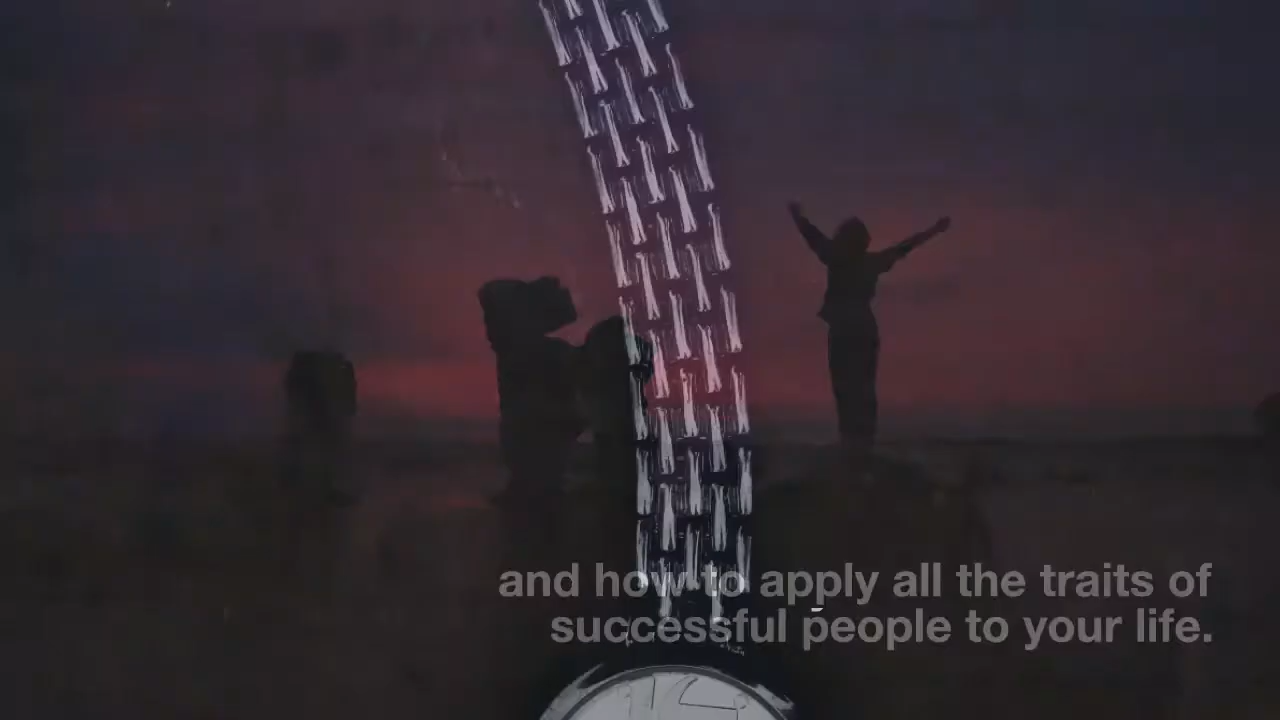 and how to apply all the traits of
successful people to your life.